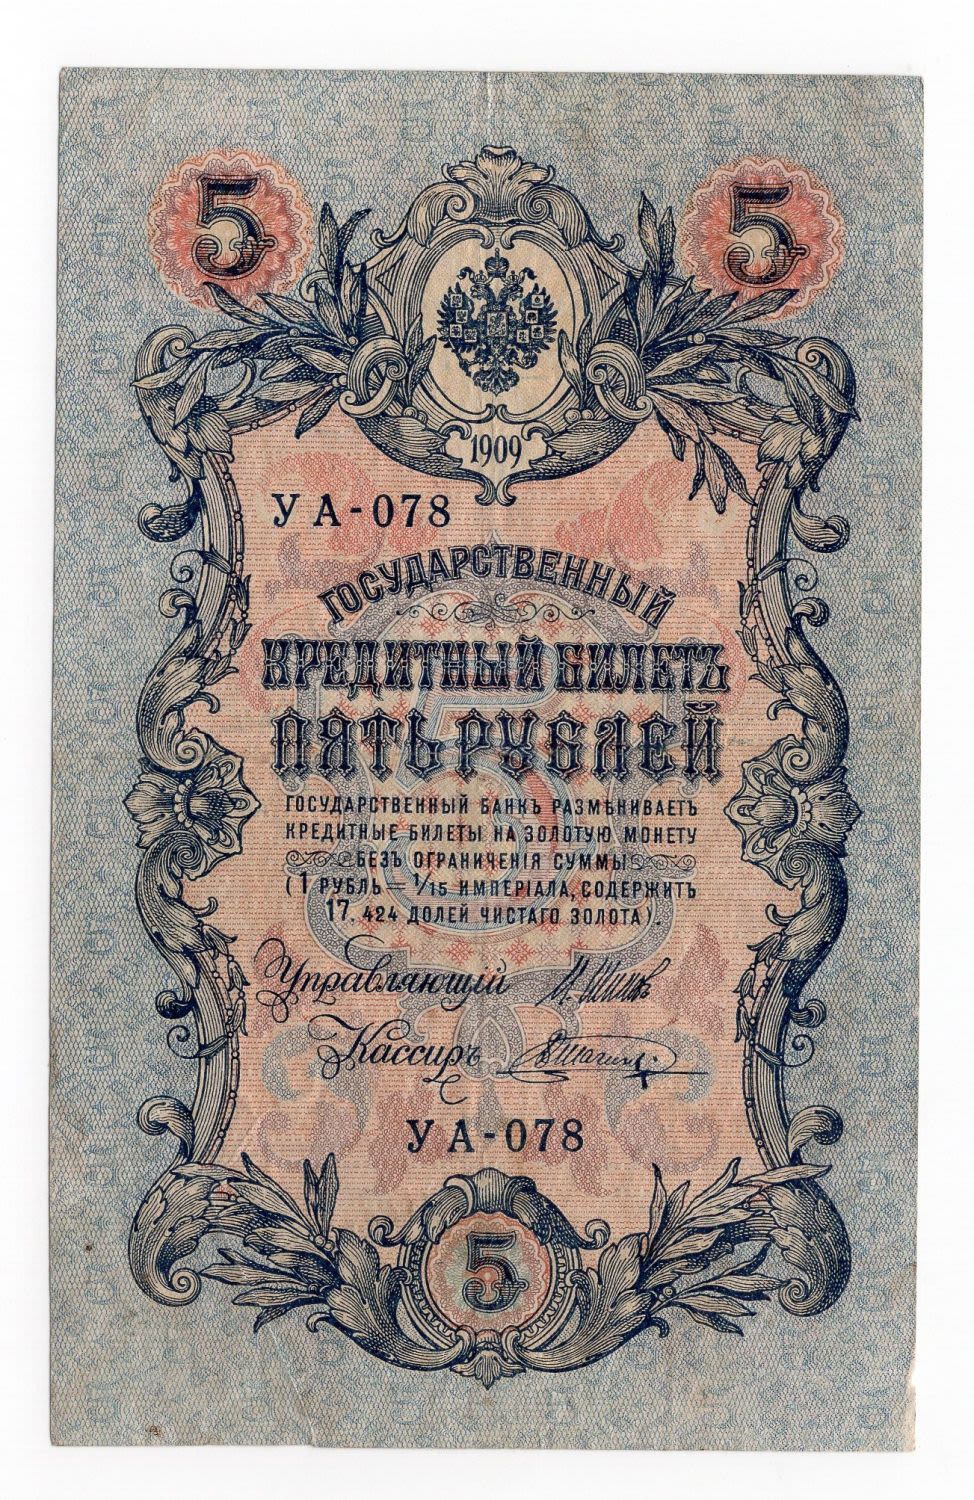 5 5
1909
УА-078
ГОСУДАРСТВЕННЫЙ
КРЕДИТНЫЙ БИЛЕТЪ
ПЯТЬ РУБЛЕЙ
ГОСУДАРСТВЕННЫЙ БАНКЪ РАЗМѢНИВАЕТЪ
КРЕДИТНЫЕ БИЛЕТЫ НА ЗОЛОТУЮ МОНЕТУ
БЕЗЪ ОГРАНИЧЕНІЯ СУММЫ
(1 РУБЛЬ = 1/15 ИМПЕРІАЛА, СОДЕРЖИТЪ
17,424 ДОЛЕЙ ЧИСТАГО ЗОЛОТА).
Управляющій И. Шипов
Кассиръ
УА-078
5